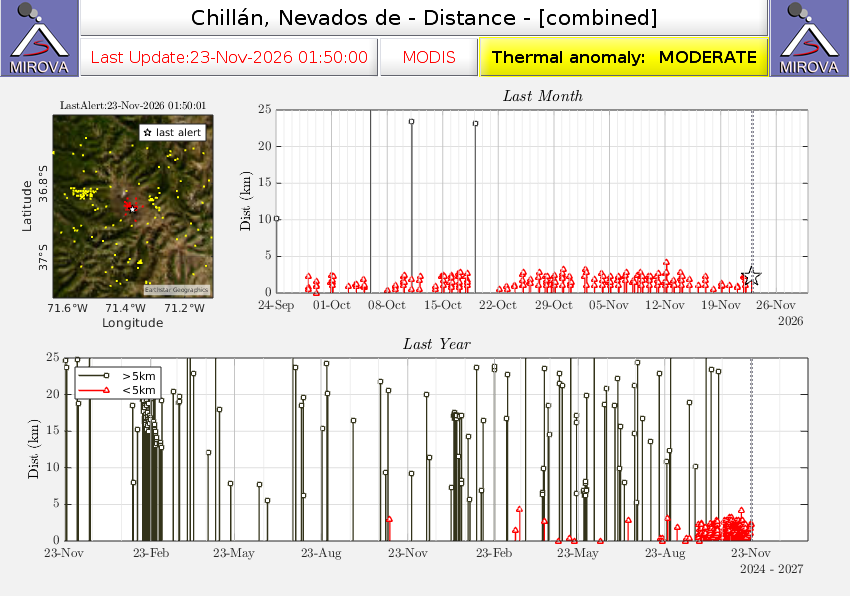 Chillán, Nevados de - Distance - [combined]
MIROVA
Last Update:23-Nov-2026 01:50:00
MODIS
Thermal anomaly: MODERATE
MIROVA
LastAlert:23-Nov-2026 01:50:01
last alert
Latitude
36.8°S
37°S
Earthstar Geographics
71.6°W
71.4°W
71.2°W
Longitude
Last Month
Dist (km)
25
20
15
10
5
0
24-Sep
01-Oct
08-Oct
15-Oct
22-Oct
29-Oct
05-Nov
12-Nov
19-Nov
26-Nov
2026
Last Year
Dist (km)
25
20
15
10
5
0
>5km
<5km
23-Nov
23-Feb
23-May
23-Aug
23-Nov
23-Feb
23-May
23-Aug
23-Nov
2024 - 2027